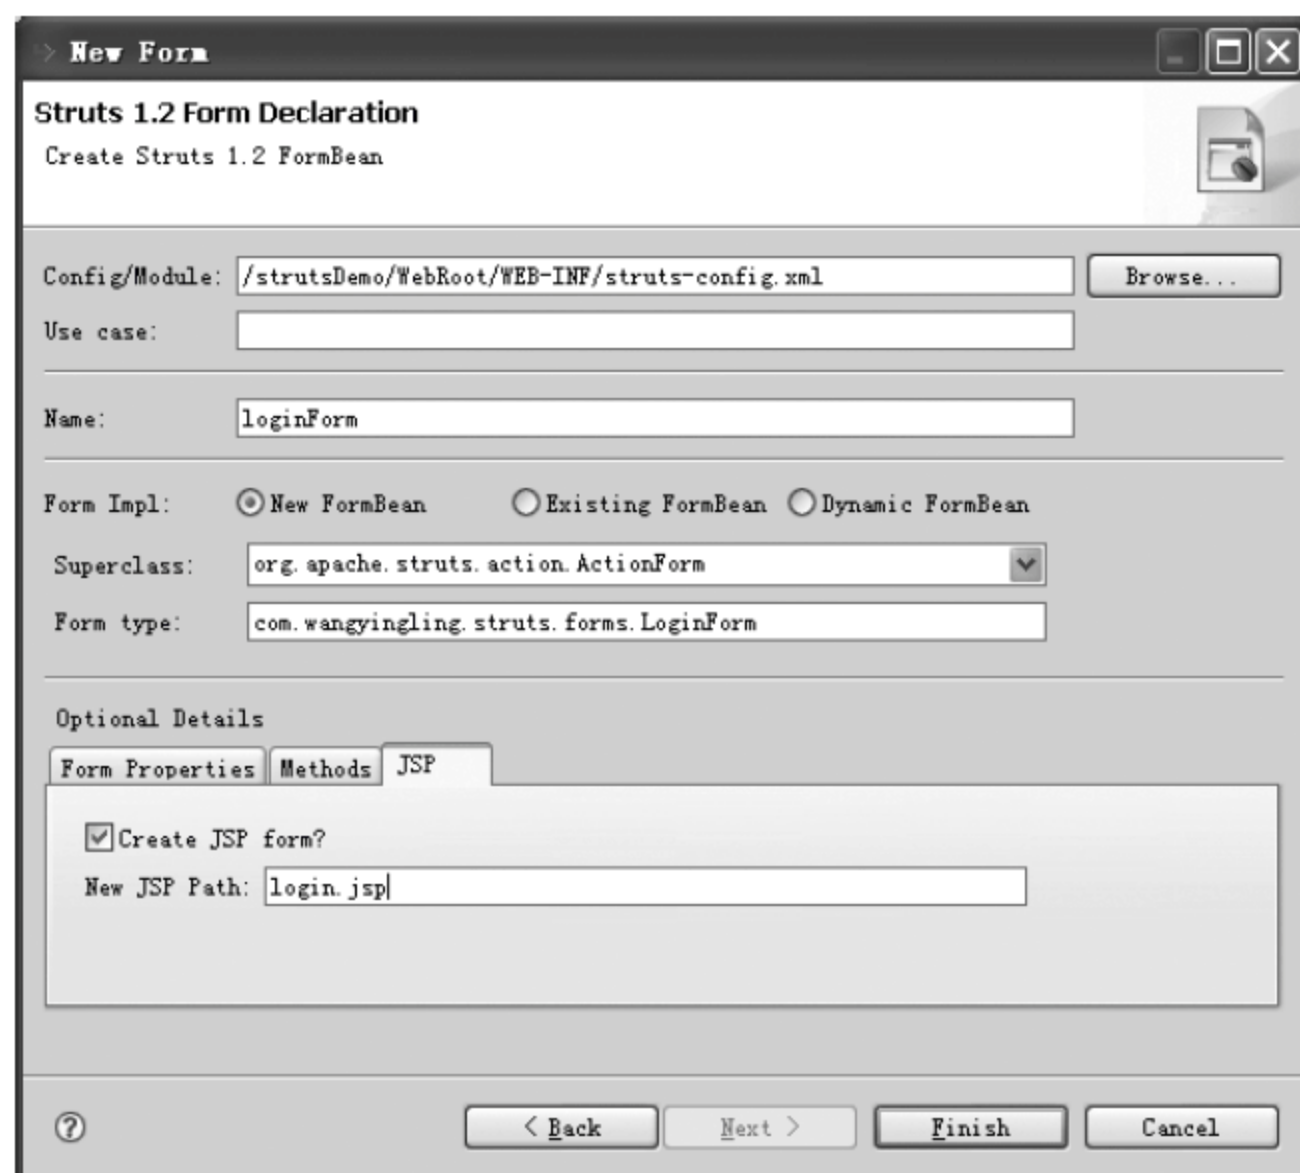 New Form
Struts 1.2 Form Declaration
Create Struts 1.2 FormBean
Config/Module: /strutsDemo/WebRoot/WEB-INF/struts-config.xml Browse...
Use case:
Name: loginForm
Form Impl: New FormBean Existing FormBean Dynamic FormBean
Superclass: org.apache.struts.action.ActionForm
Form type: com.wangyingling.struts.forms.LoginForm
Optional Details
Form Properties Methods JSP
Create JSP form?
New JSP Path: login.jsp
? < Back Next > Finish Cancel